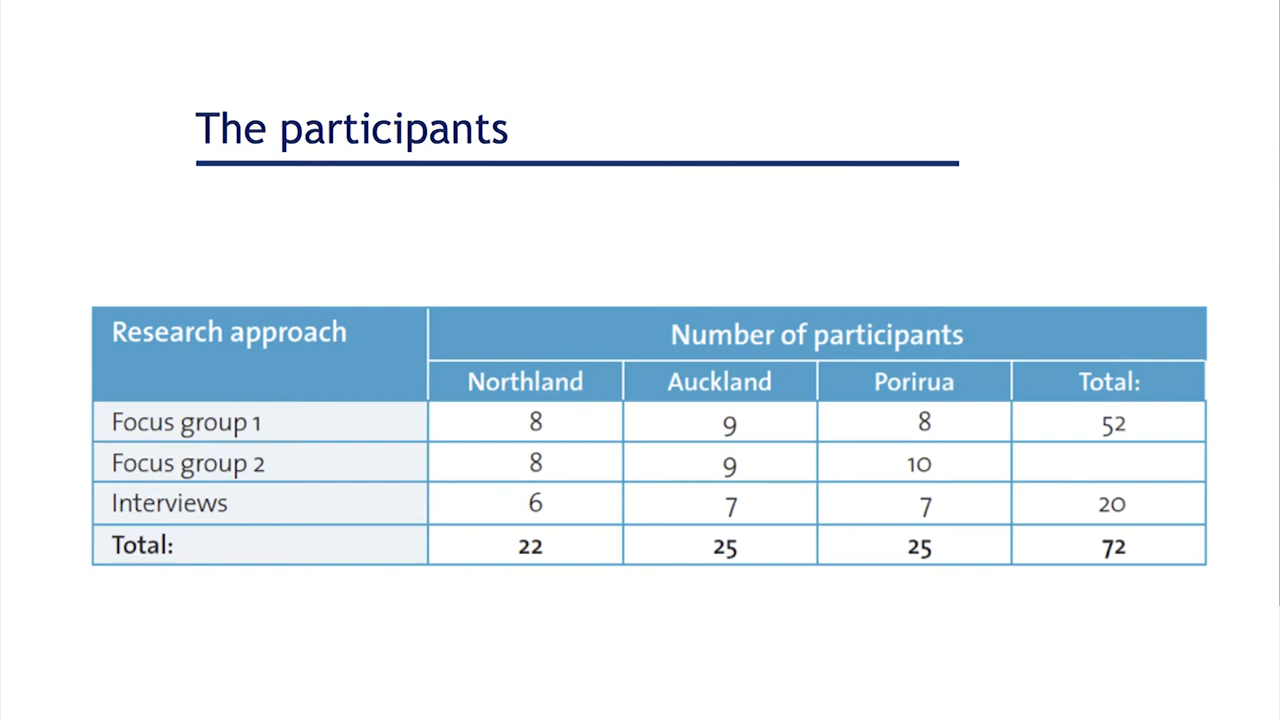 The participants
Research approach Number of participants
Northland Auckland Porirua Total:
Focus group 1 8 9 8 52
Focus group 2 8 9 10
Interviews 6 7 7 20
Total: 22 25 25 72